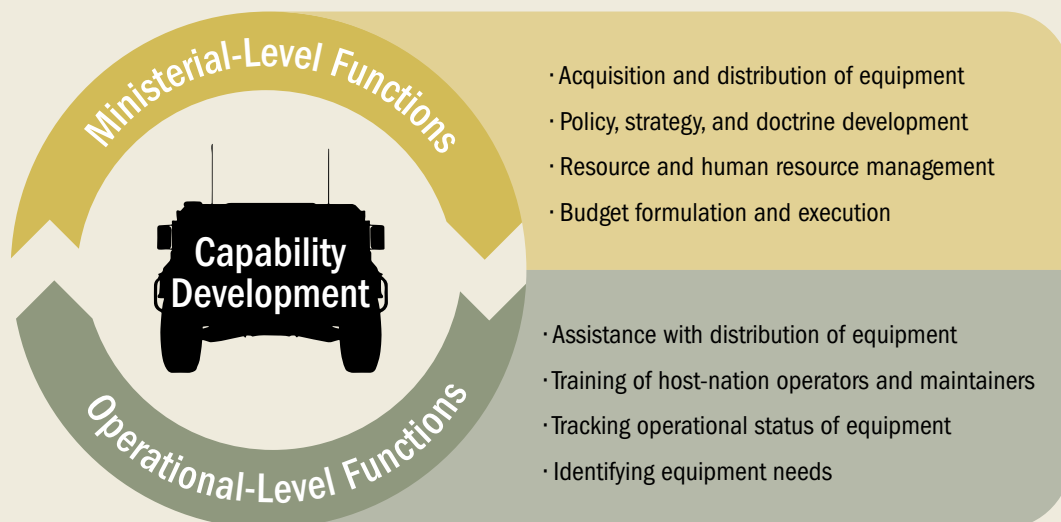 Ministerial-Level Functions
· Acquisition and distribution of equipment
· Policy, strategy, and doctrine development
· Resource and human resource management
· Budget formulation and execution
Capability
Development
Operational-Level Functions
· Assistance with distribution of equipment
· Training of host-nation operators and maintainers
· Tracking operational status of equipment
· Identifying equipment needs